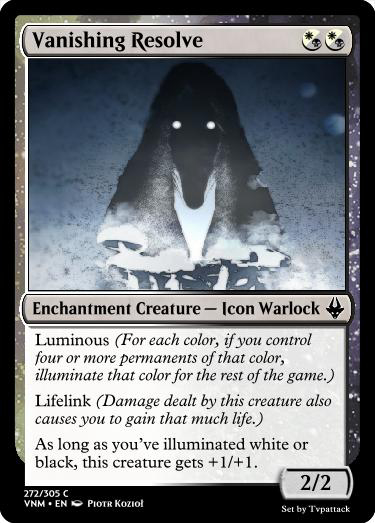 Vanishing Resolve
Enchantment Creature — Icon Warlock
Luminous (For each color, if you control
four or more permanents of that color,
illuminate that color for the rest of the game.)
Lifelink (Damage dealt by this creature also
causes you to gain that much life.)
As long as you've illuminated white or
black, this creature gets +1/+1.
2/2
272/305 C
VNM • EN Piotr Kozioł
Set by Tvpattack